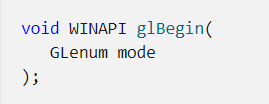 void WINAPI glBegin(
   GLenum mode
);